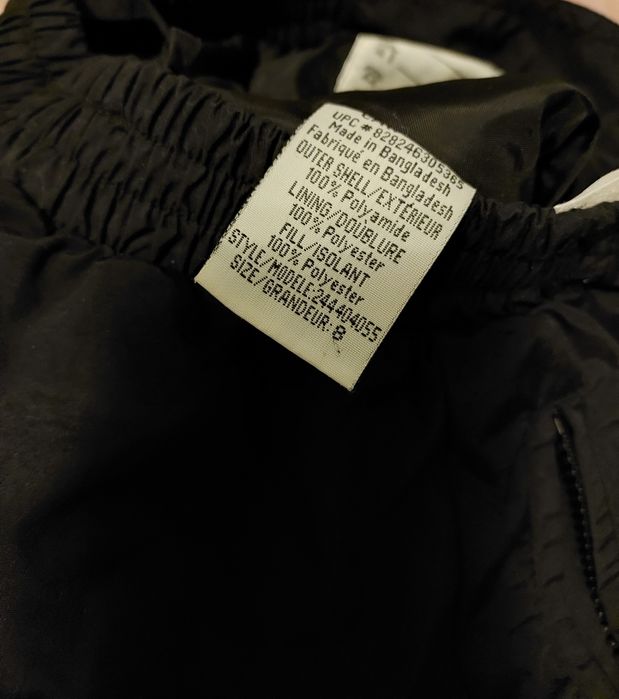 UPC # 828246305365
Made in Bangladesh
Fabriqué en Bangladesh
OUTER SHELL/EXTÉRIEUR
100% Polyamide
LINING/DOUBLURE
100% Polyester
FILL/ISOLANT
100% Polyester
STYLE/MODELE:244404055
SIZE/GRANDEUR: 8